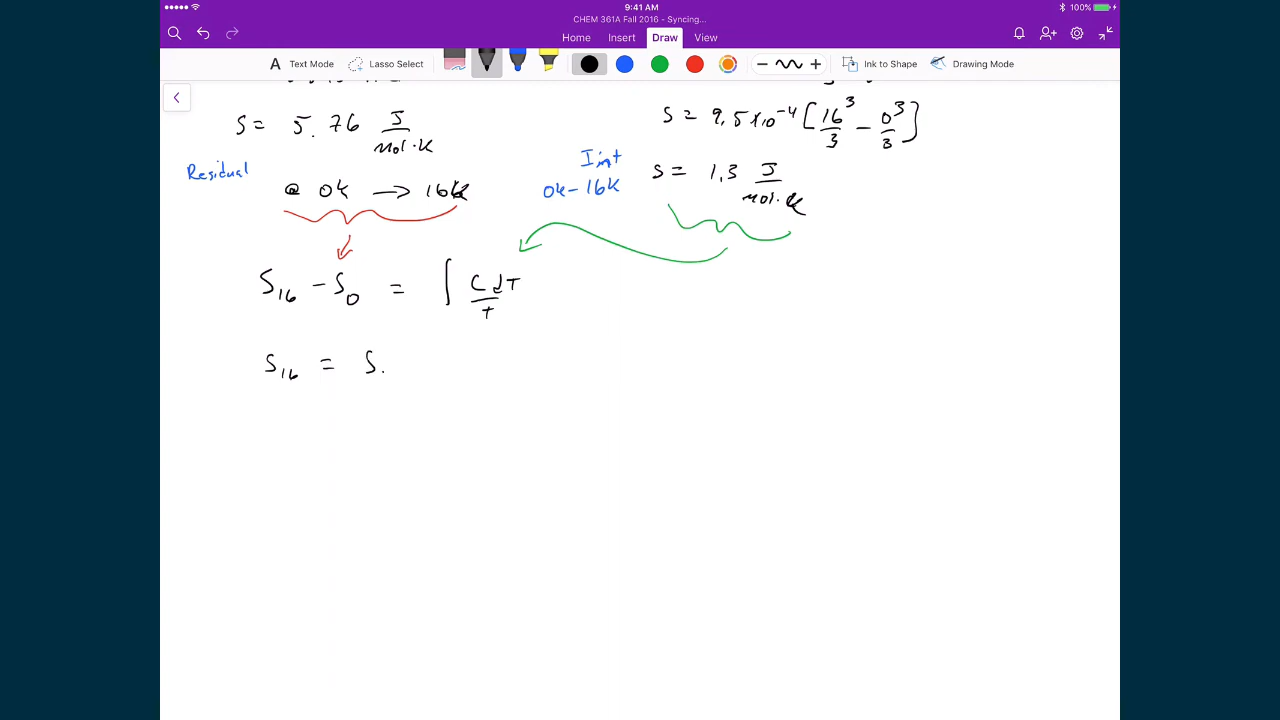 9:41 AM
100%
CHEM 361A Fall 2016 - Syncing...
Home Insert Draw View
A Text Mode Lasso Select Ink to Shape Drawing Mode
S = 5.76 J/mol·K
S = 9.5x10⁻⁴ [16³/3 − 0³/3]
Residual
@ 0K → 16K
Int
0K - 16K
S = 1.3 J/mol·K
S₁₆ − S₀ = ∫ C dT/T
S₁₆ = S.